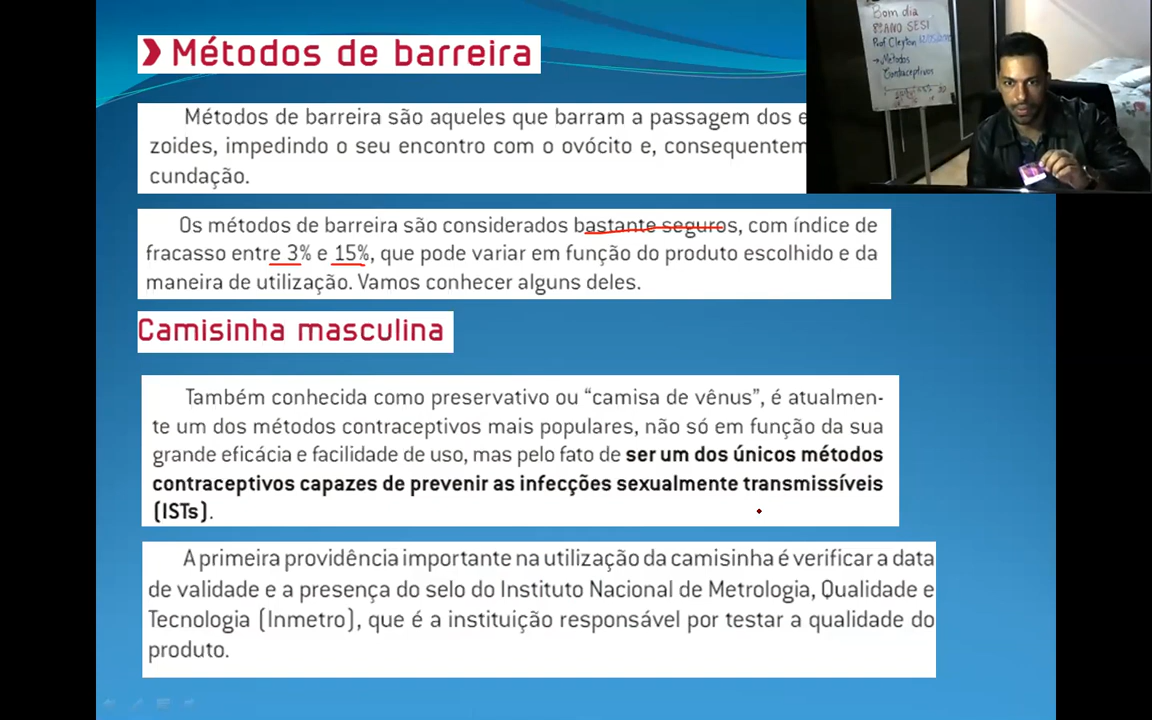 Métodos de barreira
Métodos de barreira são aqueles que barram a passagem dos e
zoides, impedindo o seu encontro com o ovócito e, consequentem
cundação.
Os métodos de barreira são considerados bastante seguros, com índice de
fracasso entre 3% e 15%, que pode variar em função do produto escolhido e da
maneira de utilização. Vamos conhecer alguns deles.
Camisinha masculina
Também conhecida como preservativo ou “camisa de vênus”, é atualmen-
te um dos métodos contraceptivos mais populares, não só em função da sua
grande eficácia e facilidade de uso, mas pelo fato de ser um dos únicos métodos
contraceptivos capazes de prevenir as infecções sexualmente transmissíveis
(ISTs).
A primeira providência importante na utilização da camisinha é verificar a data
de validade e a presença do selo do Instituto Nacional de Metrologia, Qualidade e
Tecnologia (Inmetro), que é a instituição responsável por testar a qualidade do
produto.
Bom dia
8º ANO SESI
Prof Cleyton
→Métodos
Contraceptivos